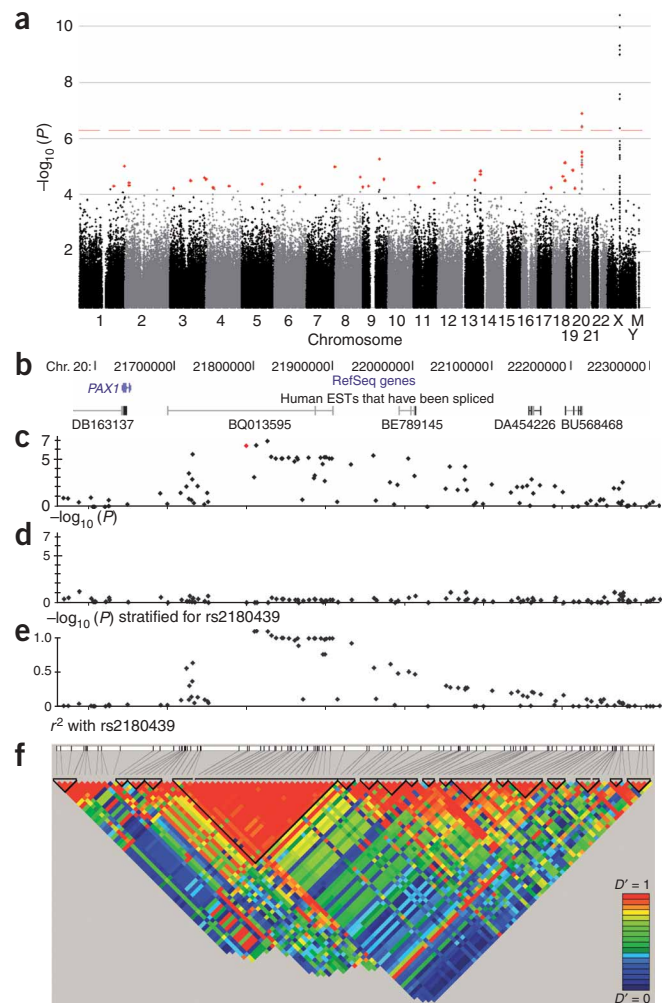 a
10
8
6
4
2
–log10 (P)
1 2 3 4 5 6 7 8 9 10 11 12 13 14 15 16 17 18 20 22 X M
19 21 Y
Chromosome
b
Chr. 20: 21700000 21800000 21900000 22000000 22100000 22200000 22300000
RefSeq genes
PAX1
Human ESTs that have been spliced
DB163137 BQ013595 BE789145 DA454226 BU568468
c
7
5
0
–log10 (P)
d
7
5
0
–log10 (P) stratified for rs2180439
e
1.0
0.5
0
r2 with rs2180439
f
D′ = 1
D′ = 0